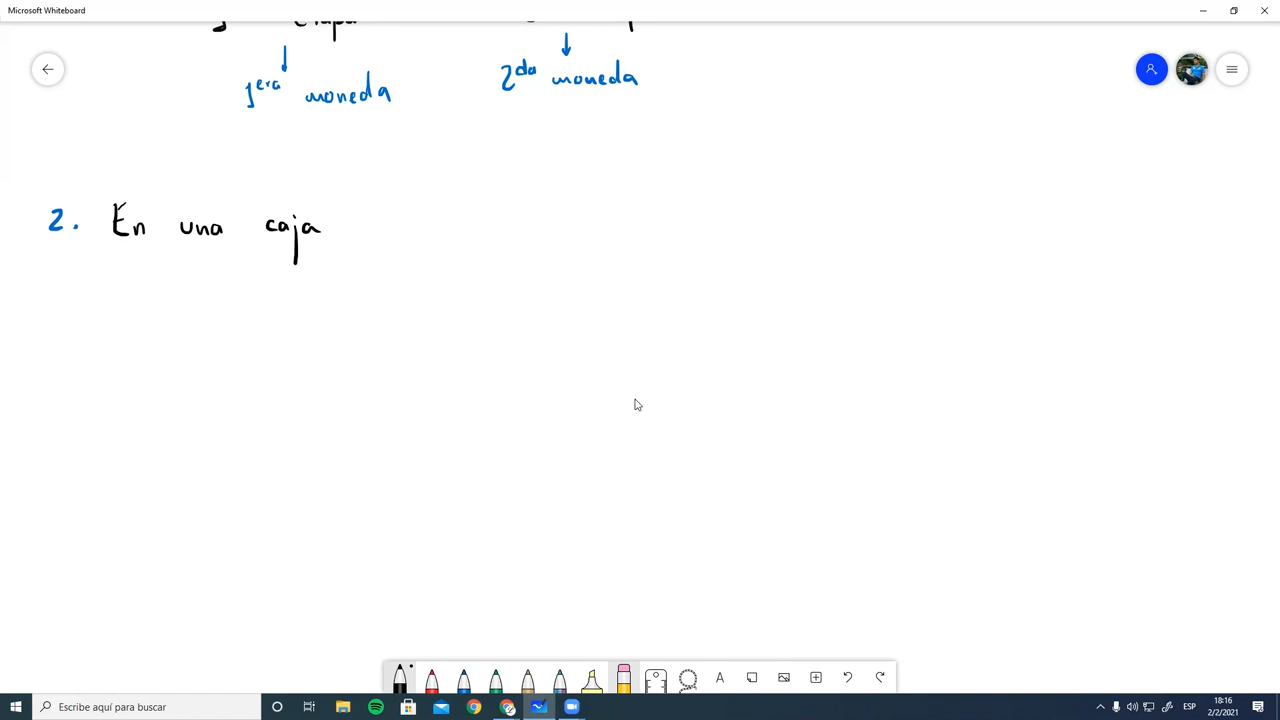 Microsoft Whiteboard
etapa
1era moneda
2da moneda
2. En una caja
A
Escribe aquí para buscar
ESP
18:16
2/2/2021